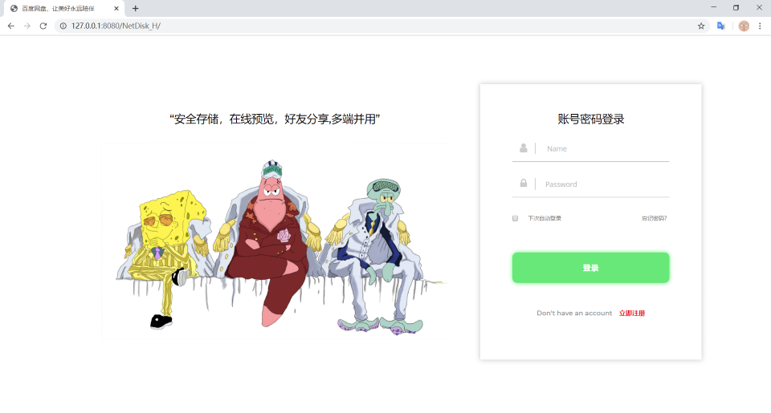 百度网盘，让美好永远陪伴
127.0.0.1:8080/NetDisk_H/
“安全存储，在线预览，好友分享,多端并用”
账号密码登录
Name
Password
下次自动登录
忘记密码?
登录
Don't have an account 立即注册